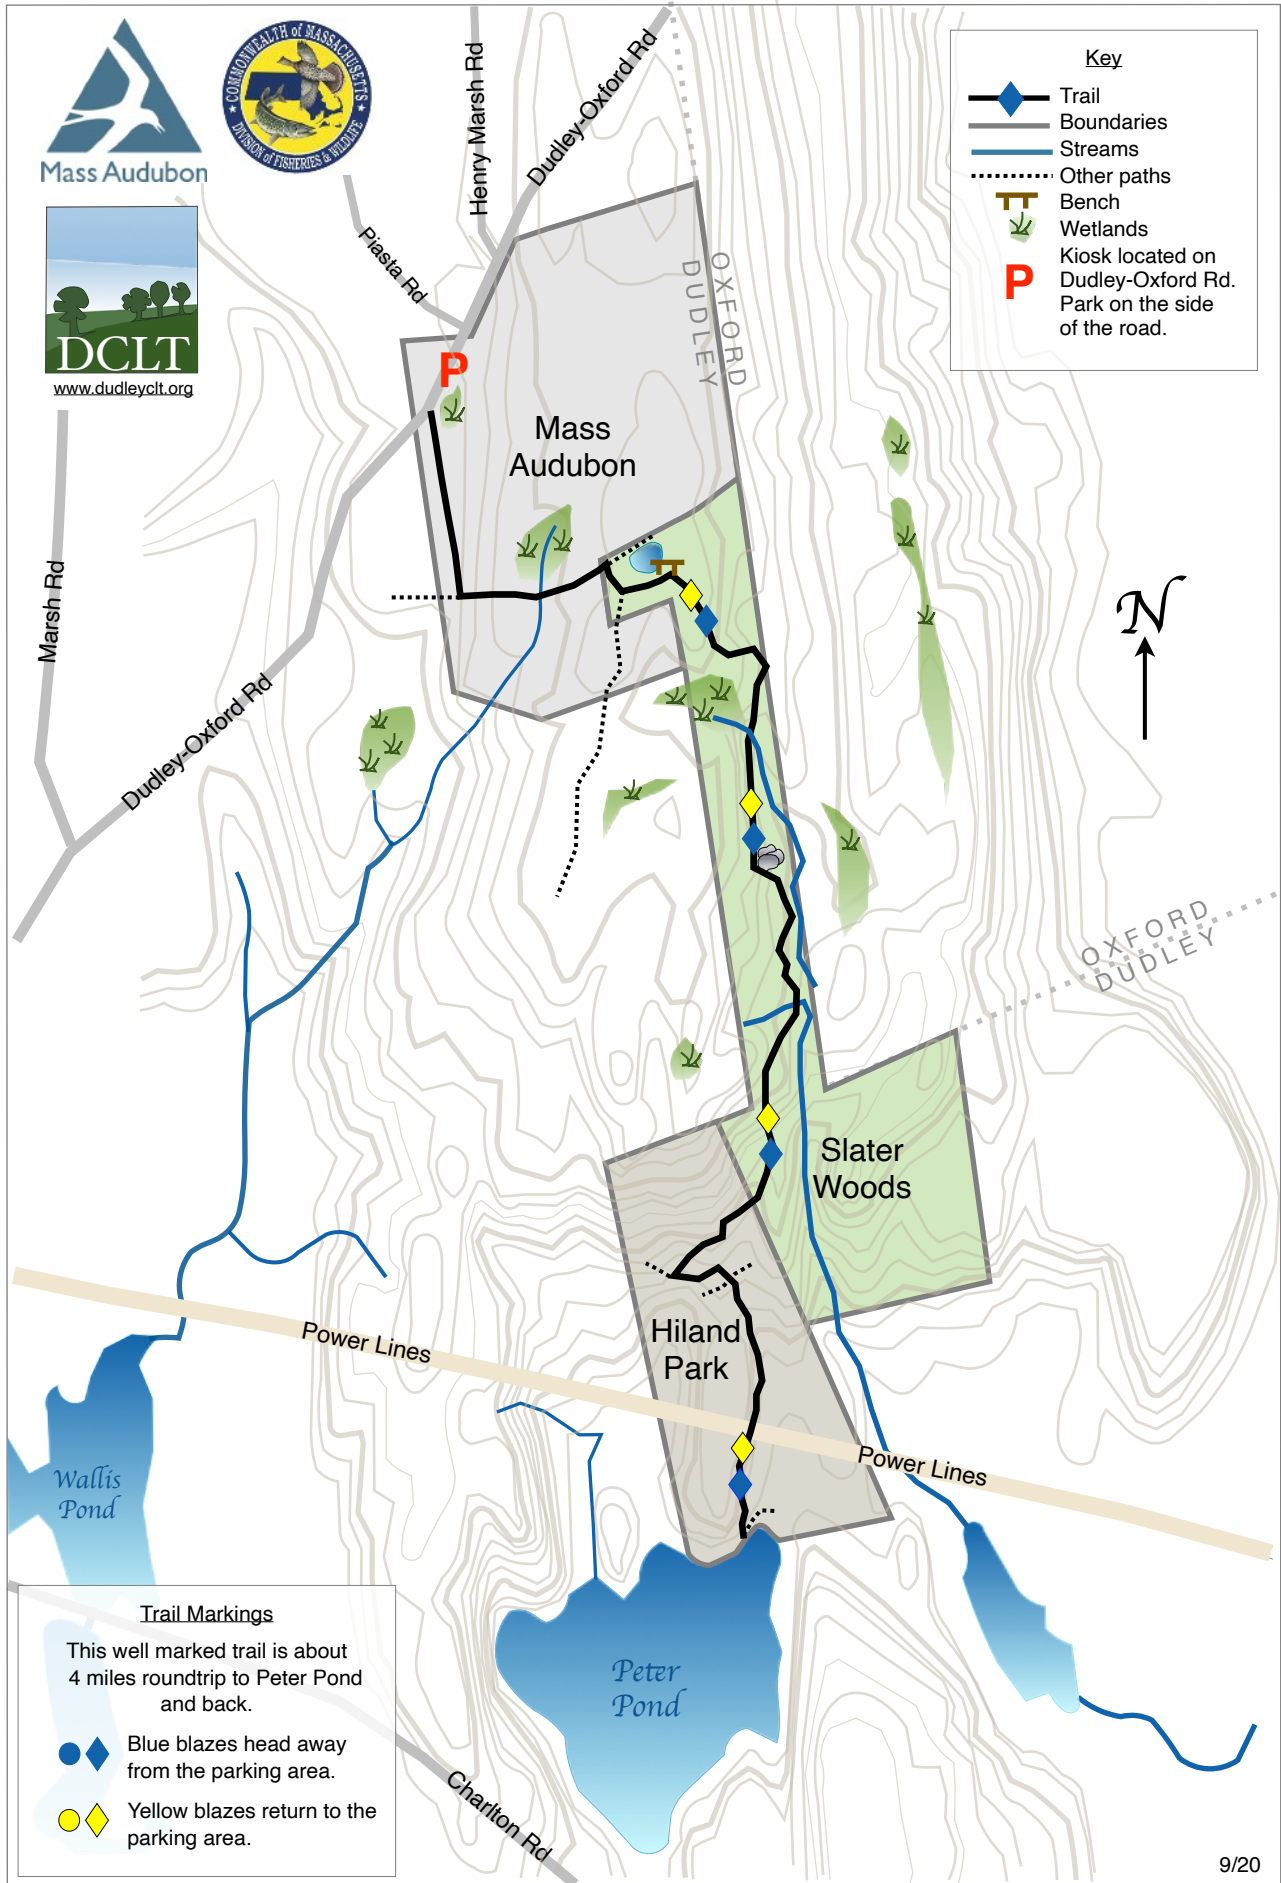 Mass Audubon
COMMONWEALTH of MASSACHUSETTS
DIVISION of FISHERIES & WILDLIFE
DCLT
www.dudleyclt.org
Henry Marsh Rd
Dudley-Oxford Rd
Piasta Rd
Key
Trail
Boundaries
Streams
Other paths
Bench
Wetlands
P
Kiosk located on
Dudley-Oxford Rd.
Park on the side
of the road.
OXFORD
DUDLEY
P
Mass
Audubon
Marsh Rd
Dudley-Oxford Rd
N
OXFORD
DUDLEY
Slater
Woods
Hiland
Park
Power Lines
Power Lines
Wallis
Pond
Peter
Pond
Charlton Rd
Trail Markings
This well marked trail is about
4 miles roundtrip to Peter Pond
and back.
Blue blazes head away
from the parking area.
Yellow blazes return to the
parking area.
9/20